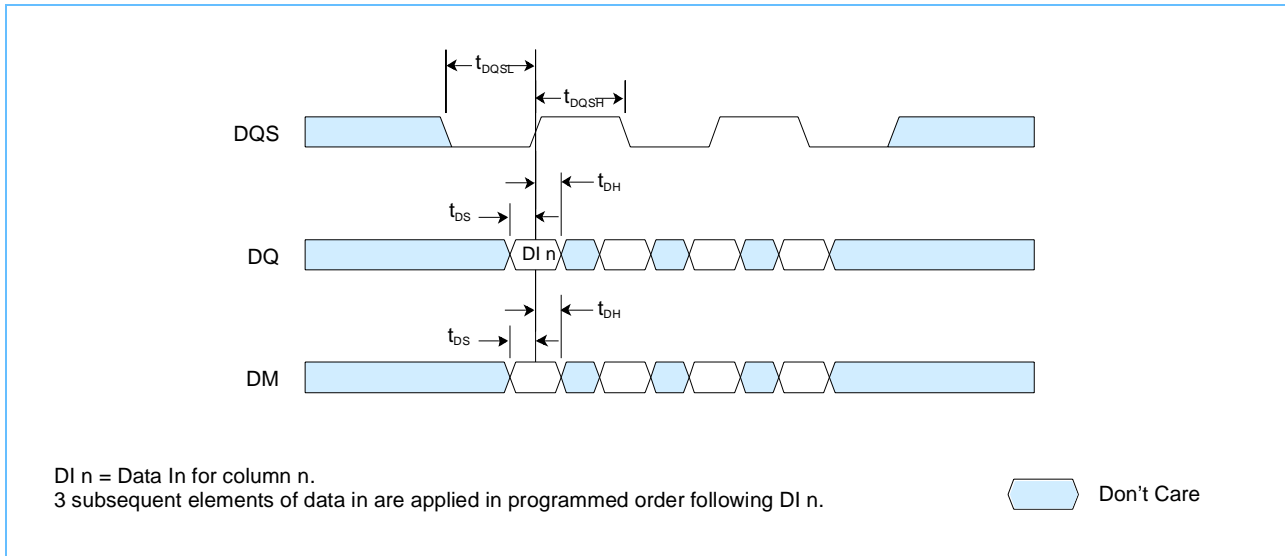 tDQSL
tDQSH
DQS
tDH
tDS
DQ
DI n
tDH
tDS
DM
DI n = Data In for column n.
3 subsequent elements of data in are applied in programmed order following DI n.
Don't Care